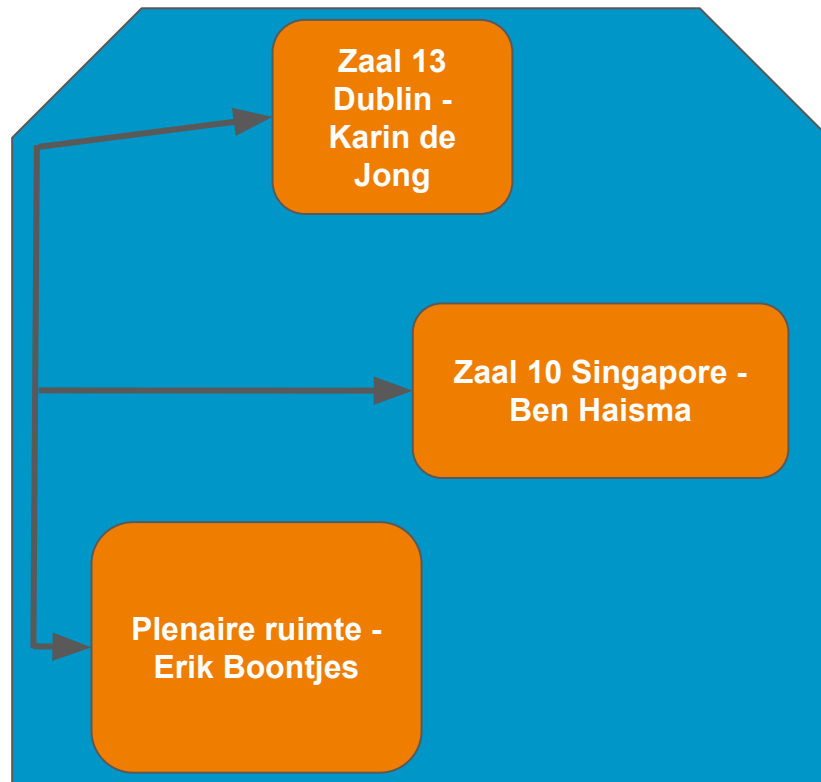 Zaal 13
Dublin -
Karin de
Jong
Zaal 10 Singapore -
Ben Haisma
Plenaire ruimte -
Erik Boontjes